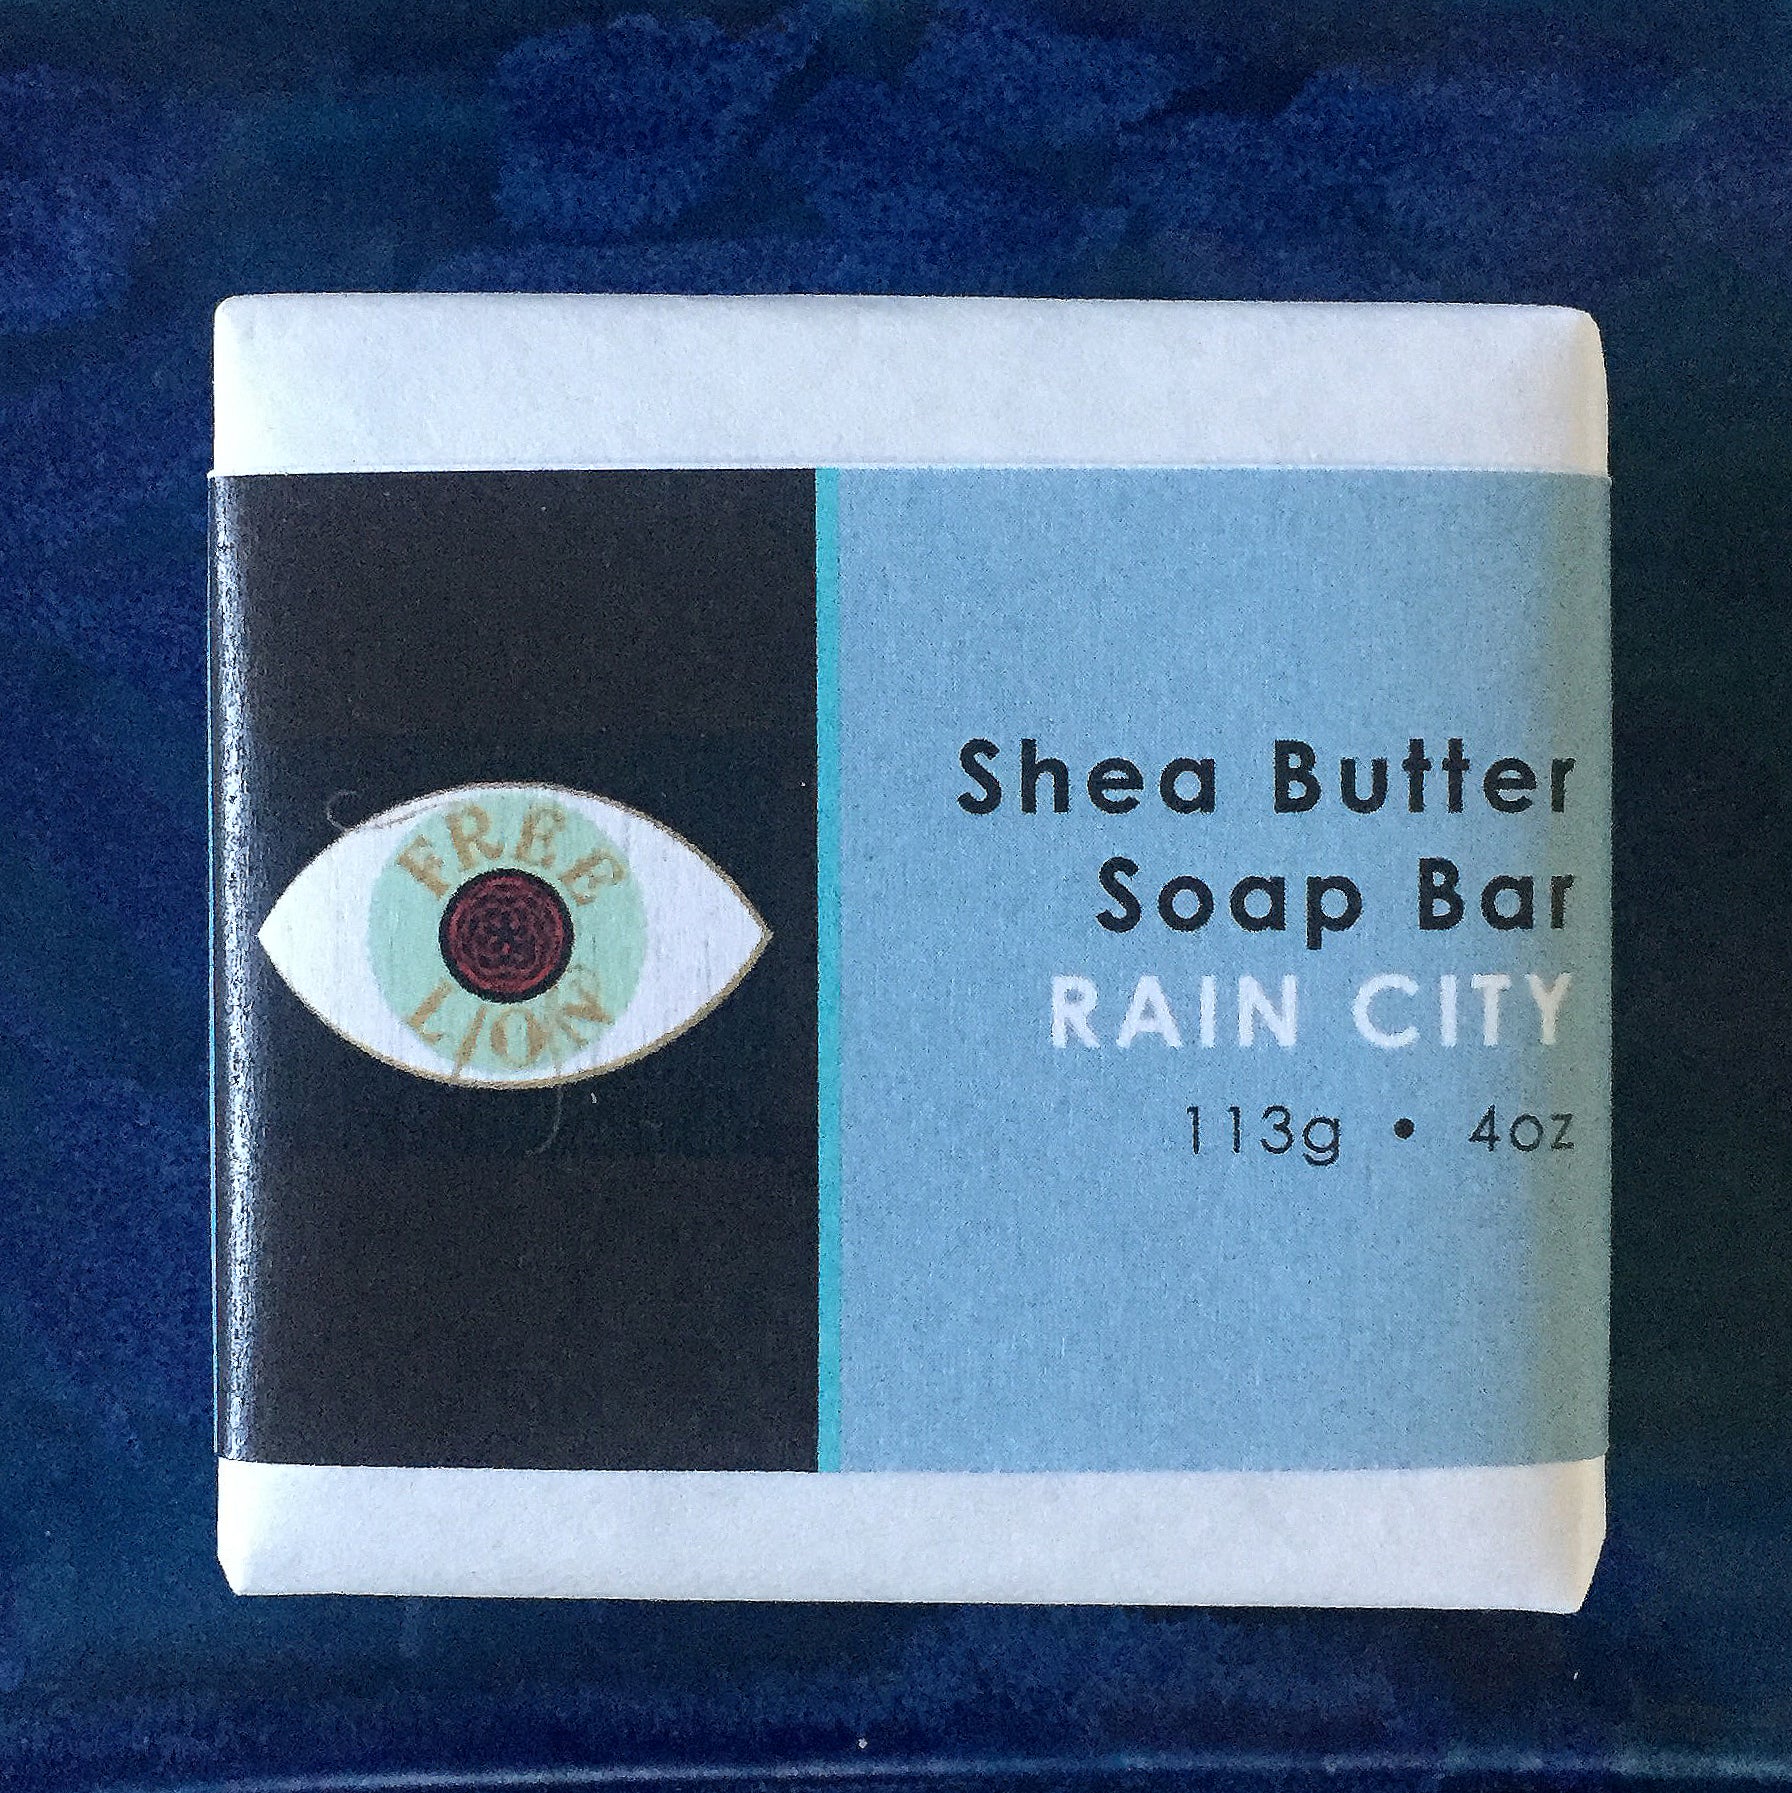 FREE
LION
Shea Butter
Soap Bar
RAIN CITY
113g • 4oz